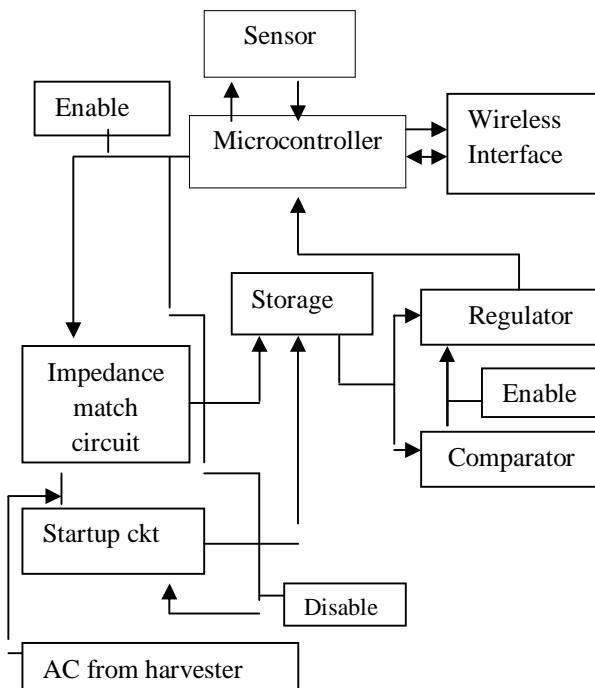 Sensor
Enable
Microcontroller
Wireless
Interface
Storage
Regulator
Impedance
match
circuit
Enable
Comparator
Startup ckt
Disable
AC from harvester